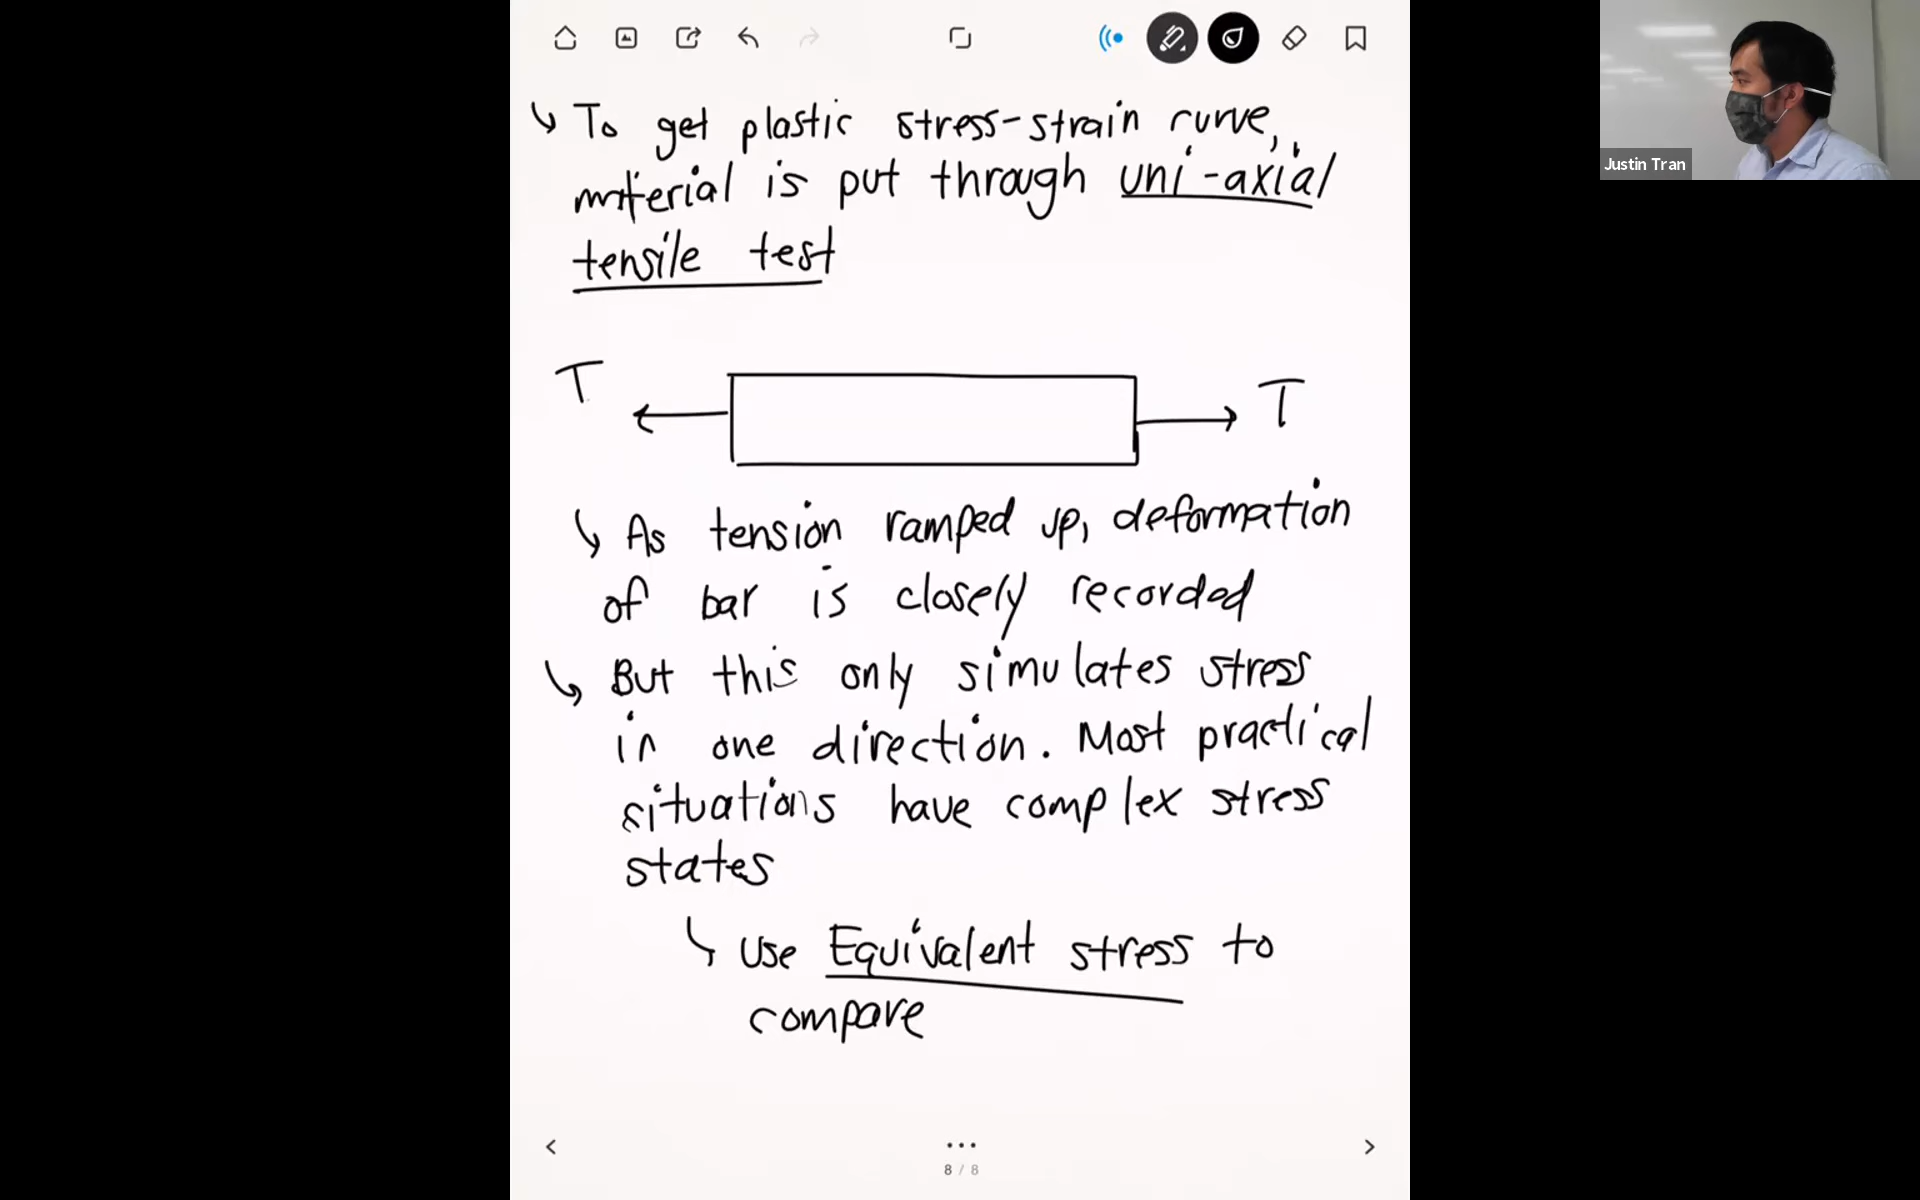 ↳ To get plastic stress-strain curve,
material is put through uni-axial
tensile test
T T
↳ As tension ramped up, deformation
of bar is closely recorded
↳ But this only simulates stress
in one direction. Most practical
situations have complex stress
states
↳ Use Equivalent stress to
compare
8 / 8
Justin Tran